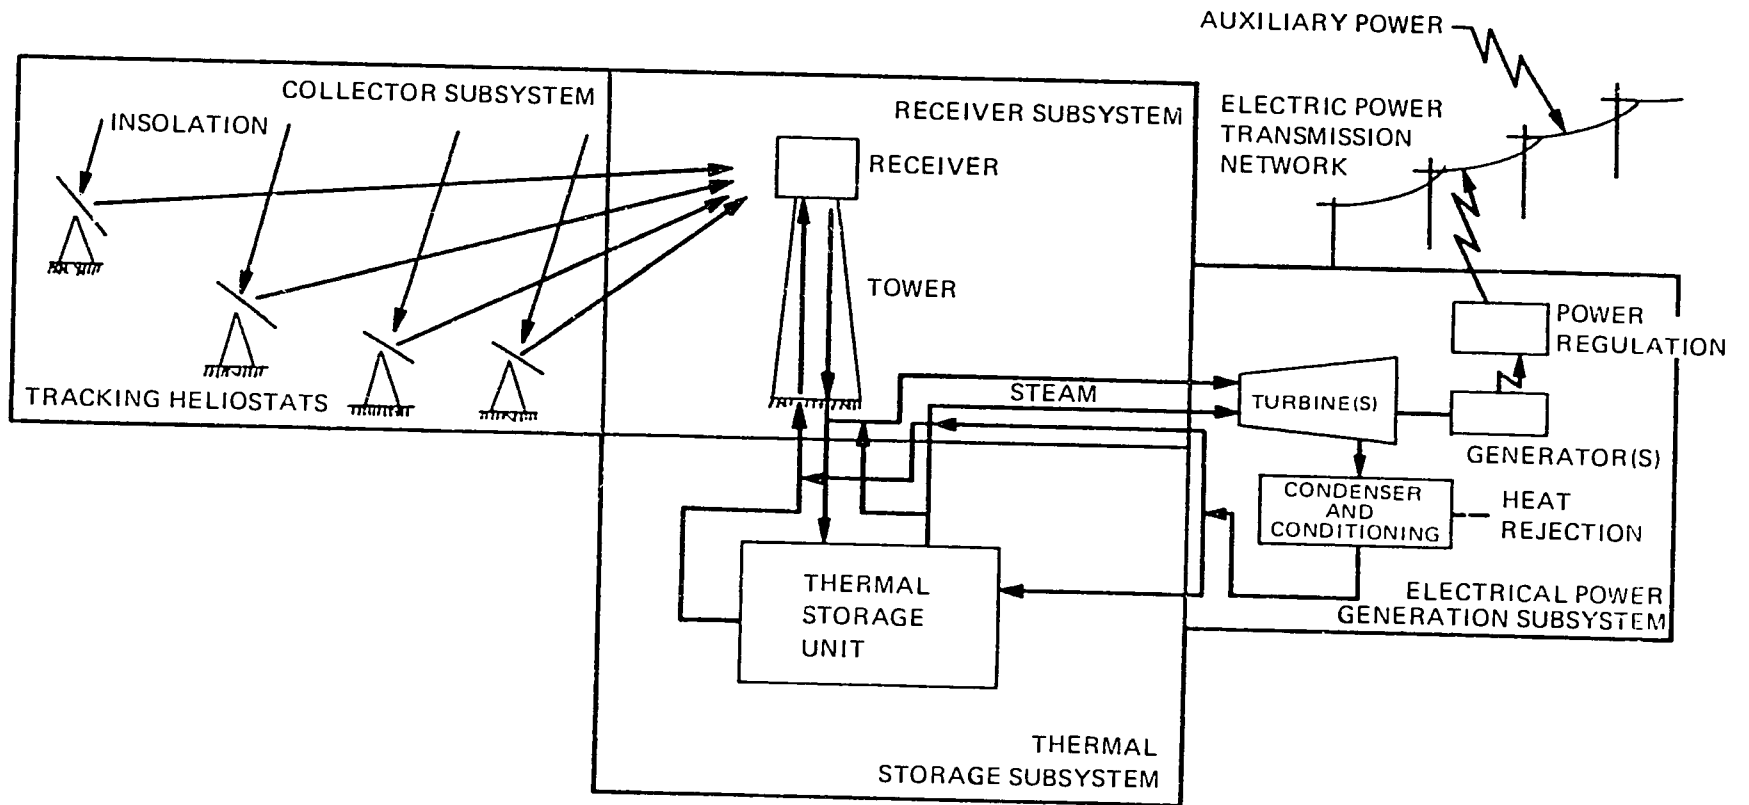 AUXILIARY POWER
COLLECTOR SUBSYSTEM
INSOLATION
RECEIVER SUBSYSTEM
ELECTRIC POWER
TRANSMISSION
NETWORK
RECEIVER
TOWER
TRACKING HELIOSTATS
STEAM
TURBINE(S)
POWER
REGULATION
GENERATOR(S)
CONDENSER
AND
CONDITIONING
HEAT
REJECTION
THERMAL
STORAGE
UNIT
ELECTRICAL POWER
GENERATION SUBSYSTEM
THERMAL
STORAGE SUBSYSTEM